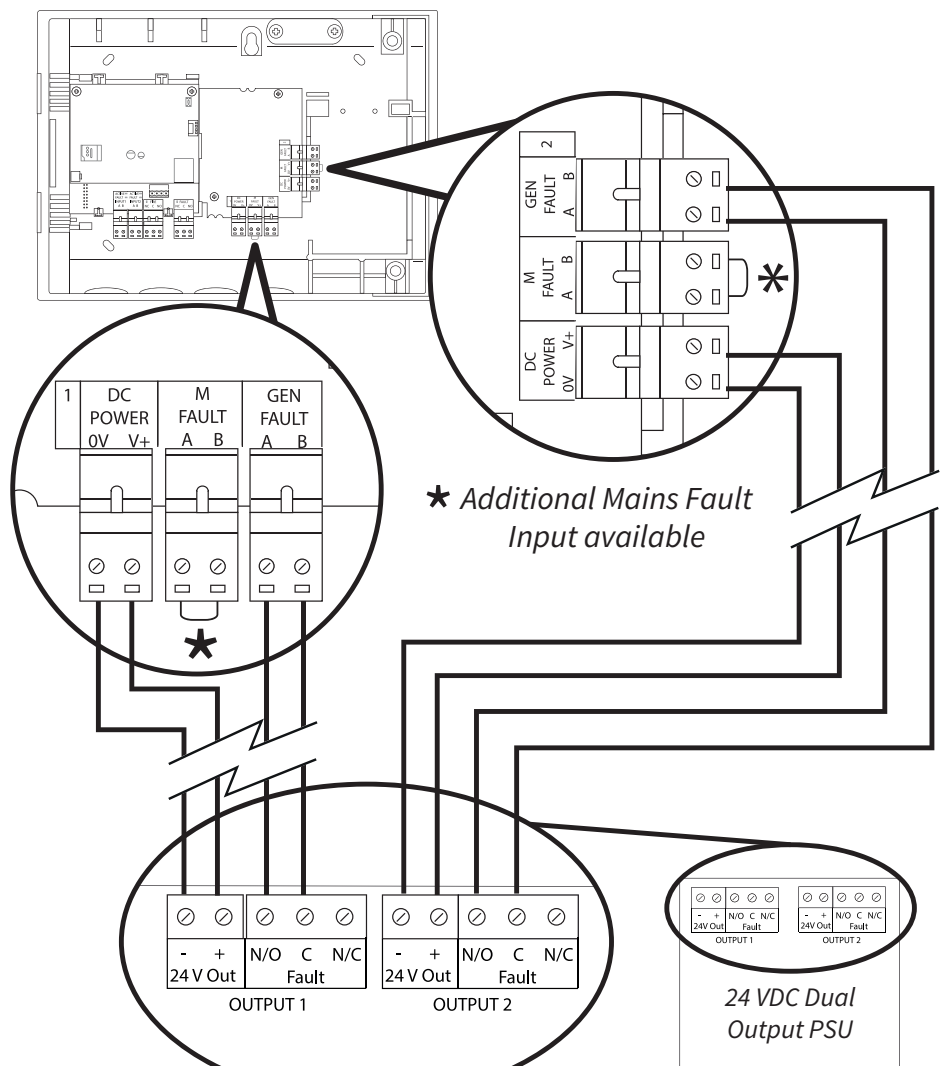 2
GEN
FAULT
A B
M
FAULT
A B
DC
POWER
0V V+
1
DC
POWER
0V V+
M
FAULT
A B
GEN
FAULT
A B
* Additional Mains Fault
Input available
*
*
- +
24 V Out
N/O C N/C
Fault
OUTPUT 1
- +
24 V Out
N/O C N/C
Fault
OUTPUT 2
- +
24V Out
N/O C N/C
Fault
OUTPUT 1
- +
24V Out
N/O C N/C
Fault
OUTPUT 2
24 VDC Dual
Output PSU